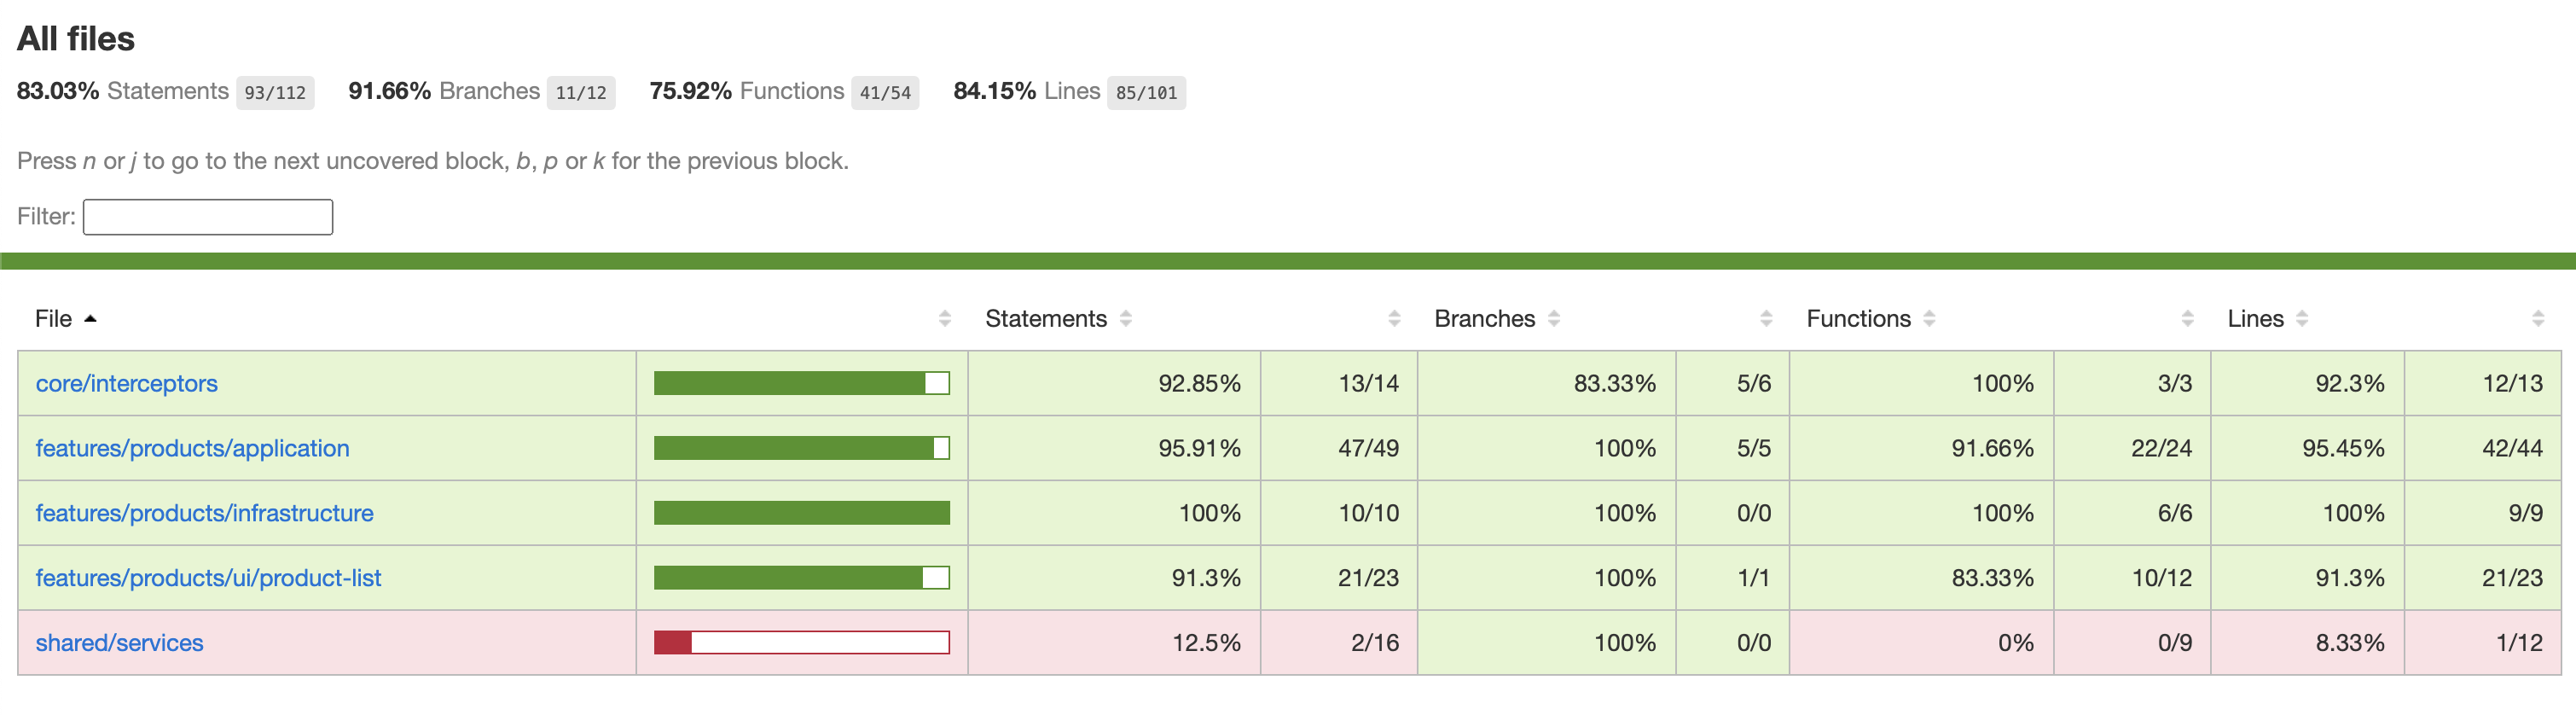 All files
83.03% Statements 93/112 91.66% Branches 11/12 75.92% Functions 41/54 84.15% Lines 85/101
Press n or j to go to the next uncovered block, b, p or k for the previous block.
Filter:
File Statements Branches Functions Lines
core/interceptors 92.85% 13/14 83.33% 5/6 100% 3/3 92.3% 12/13
features/products/application 95.91% 47/49 100% 5/5 91.66% 22/24 95.45% 42/44
features/products/infrastructure 100% 10/10 100% 0/0 100% 6/6 100% 9/9
features/products/ui/product-list 91.3% 21/23 100% 1/1 83.33% 10/12 91.3% 21/23
shared/services 12.5% 2/16 100% 0/0 0% 0/9 8.33% 1/12